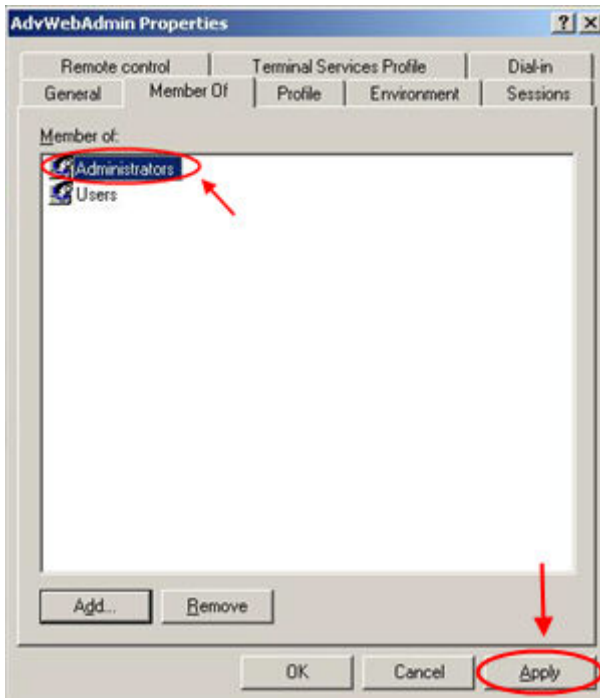 AdvWebAdmin Properties
Remote control Terminal Services Profile Dial-in
General Member Of Profile Environment Sessions
Member of:
Administrators
Users
Add... Remove
OK Cancel Apply